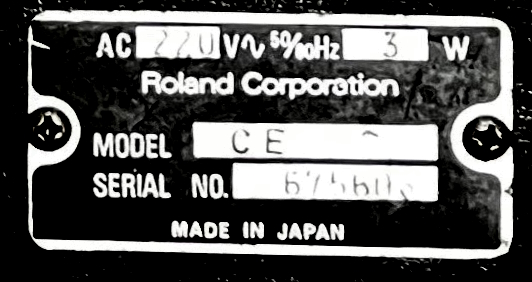 AC 220 V∿ 50/60Hz 3 W
Roland Corporation
MODEL CE
SERIAL NO.
MADE IN JAPAN